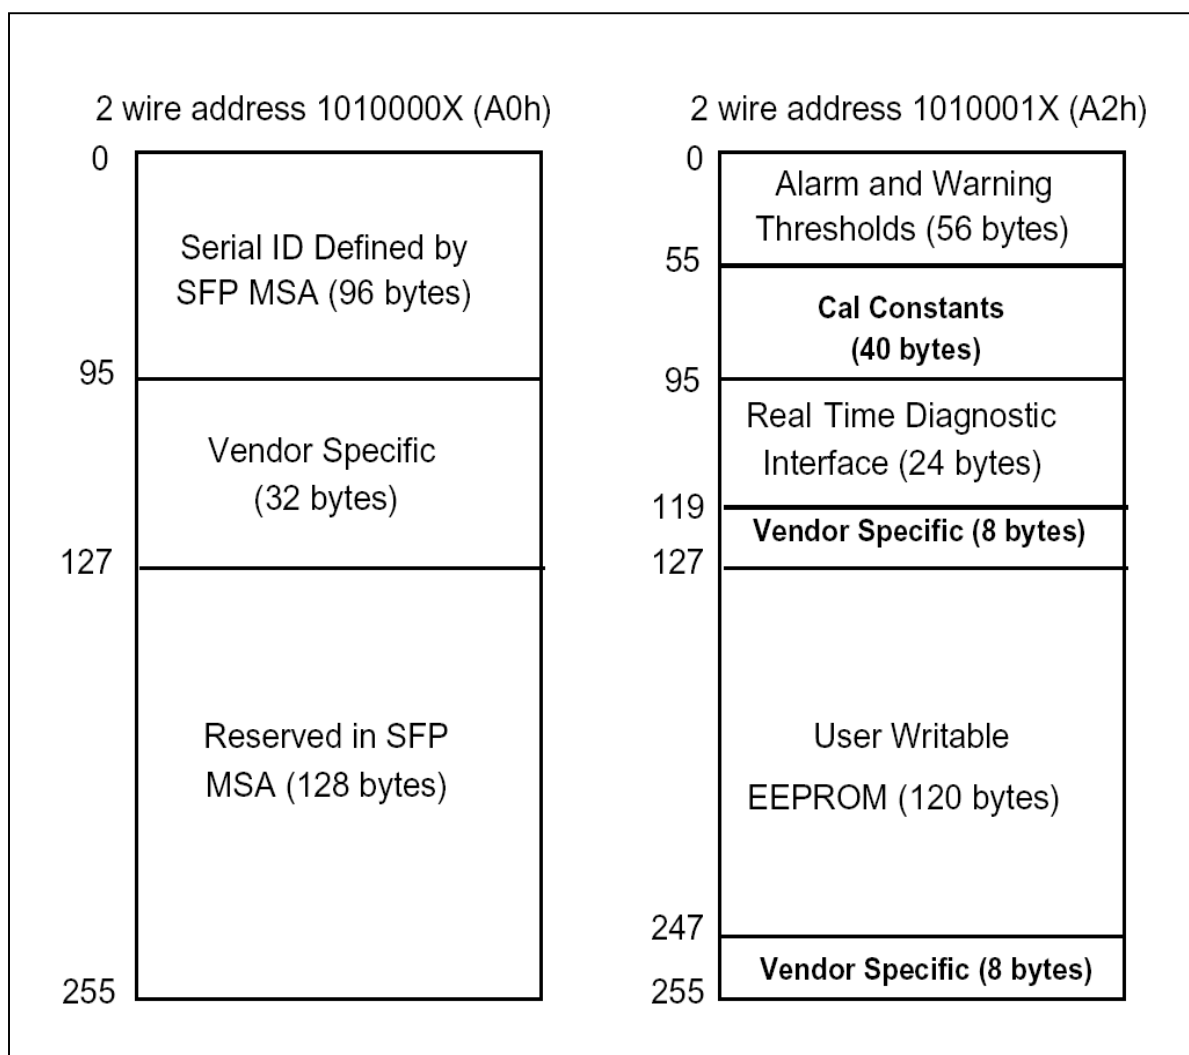 2 wire address 1010000X (A0h)
0
Serial ID Defined by
SFP MSA (96 bytes)
95
Vendor Specific
(32 bytes)
127
Reserved in SFP
MSA (128 bytes)
255
2 wire address 1010001X (A2h)
0
Alarm and Warning
Thresholds (56 bytes)
55
Cal Constants
(40 bytes)
95
Real Time Diagnostic
Interface (24 bytes)
119
Vendor Specific (8 bytes)
127
User Writable
EEPROM (120 bytes)
247
Vendor Specific (8 bytes)
255